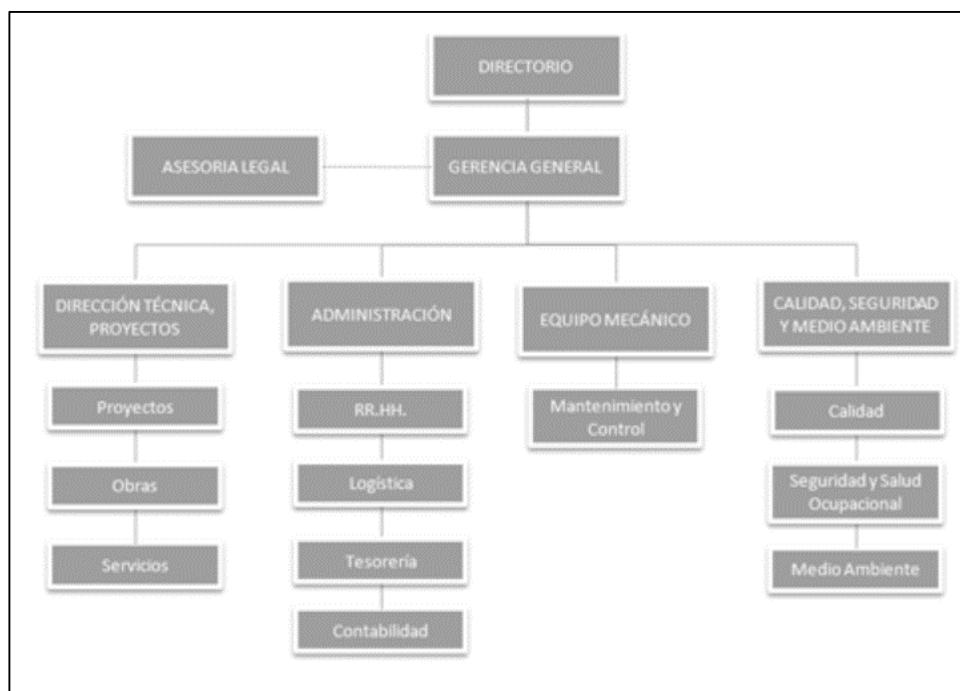 DIRECTORIO
ASESORIA LEGAL
GERENCIA GENERAL
DIRECCIÓN TÉCNICA,
PROYECTOS
Proyectos
Obras
Servicios
ADMINISTRACIÓN
RR.HH.
Logística
Tesorería
Contabilidad
EQUIPO MECÁNICO
Mantenimiento y
Control
CALIDAD, SEGURIDAD
Y MEDIO AMBIENTE
Calidad
Seguridad y Salud
Ocupacional
Medio Ambiente